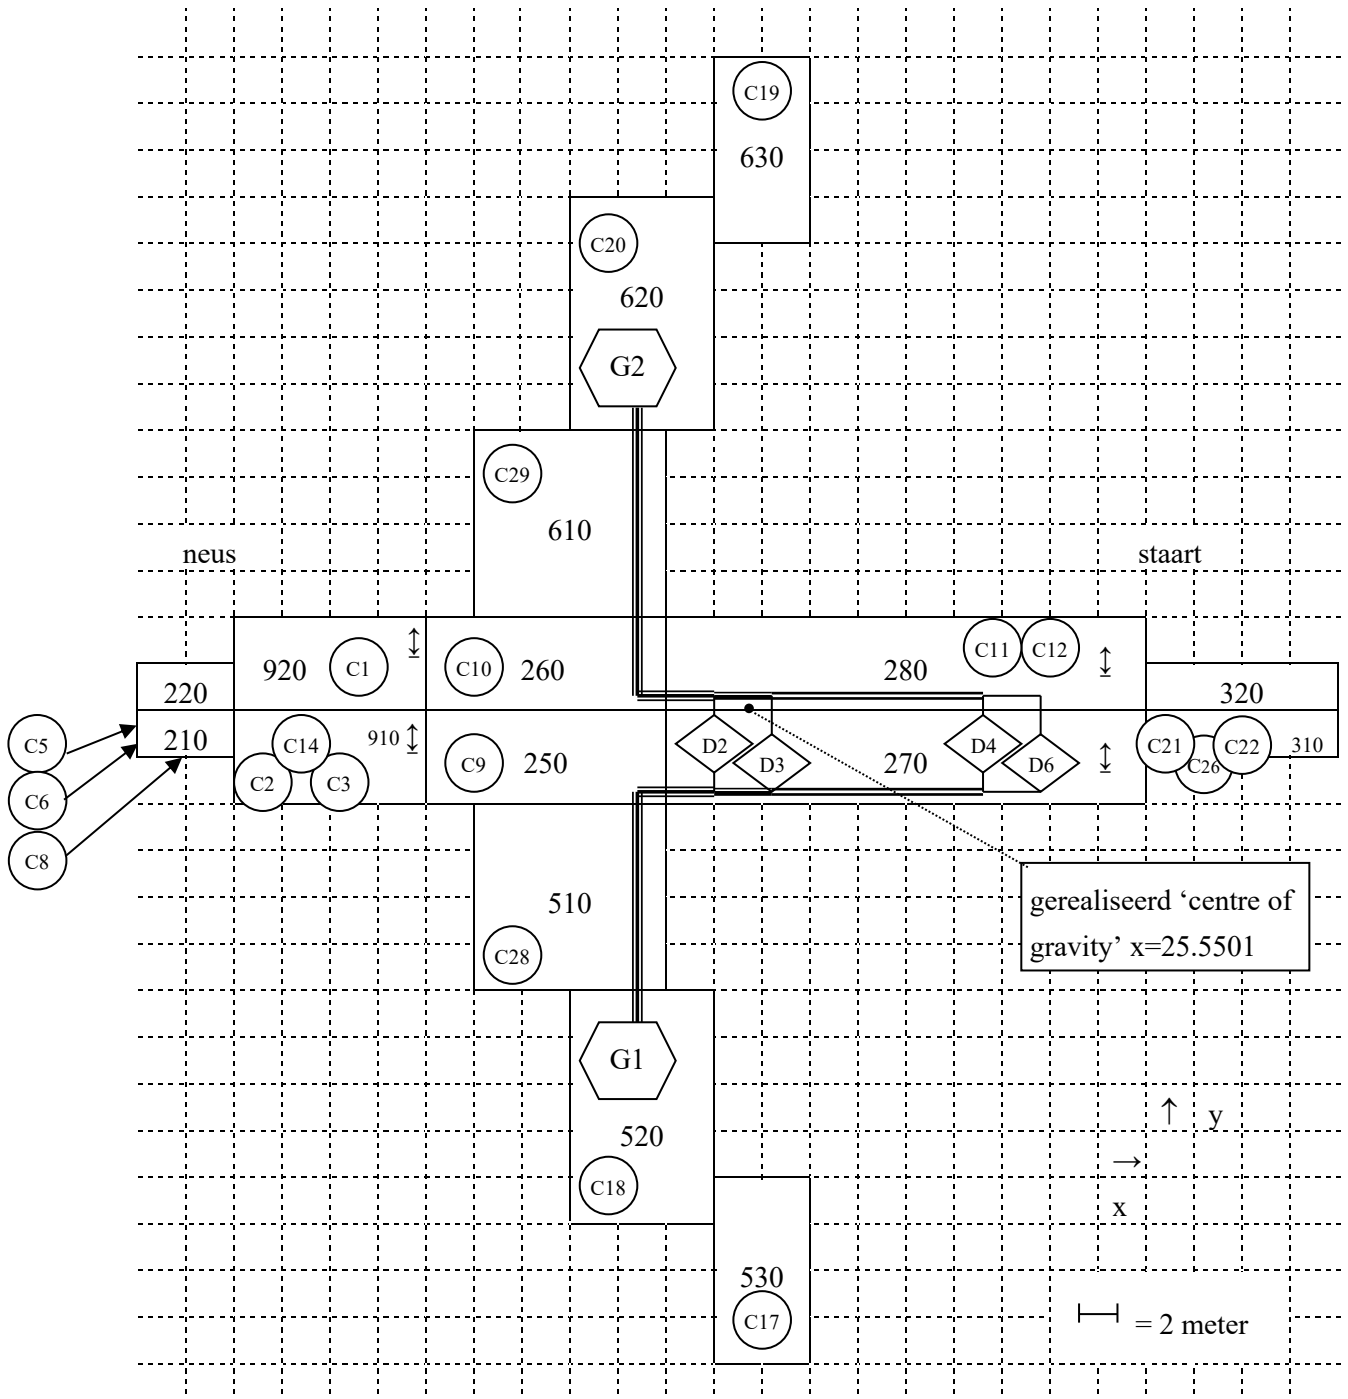 C19
630
C20
620
G2
C29
610
neus
staart
920
C1
↕
C10
260
280
C11
C12
↕
220
320
C5
210
C14
910 ↕
C9
250
D2
D3
270
D4
D6
↕
C21
C22
310
C26
C2
C3
C6
C8
510
gerealiseerd ‘centre of
gravity’ x=25.5501
C28
G1
520
↑ y
→
x
C18
530
C17
= 2 meter